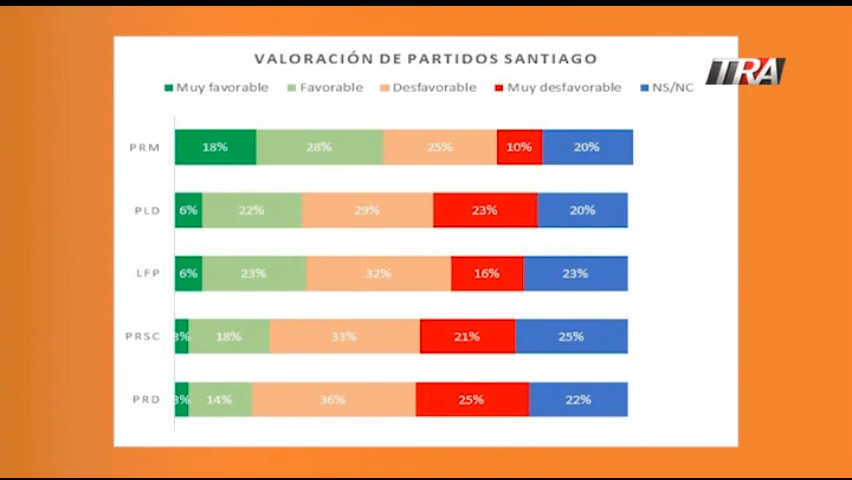 VALORACIÓN DE PARTIDOS SANTIAGO
TRA
Muy favorable Favorable Desfavorable Muy desfavorable NS/NC
PRM 18% 28% 25% 10% 20%
PLD 6% 22% 29% 23% 20%
LFP 6% 23% 32% 16% 23%
PRSC 3% 18% 33% 21% 25%
PRD 3% 14% 36% 25% 22%